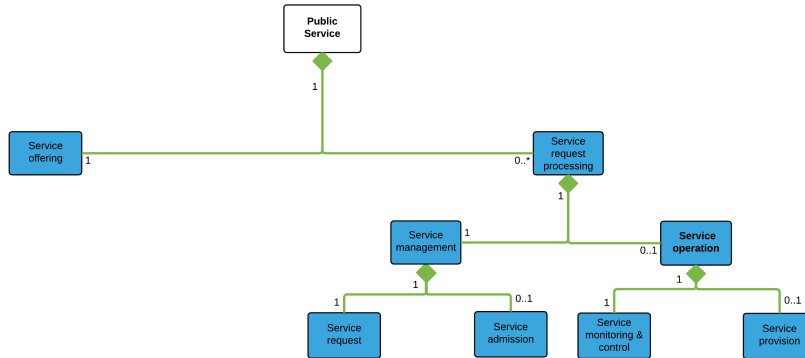 Public
Service
1
Service
offering
1
0..*
Service
request
processing
1
Service
management
1
0..1
Service
operation
1
1
0..1
1
1
0..1
Service
request
Service
admission
Service
monitoring &
control
Service
provision